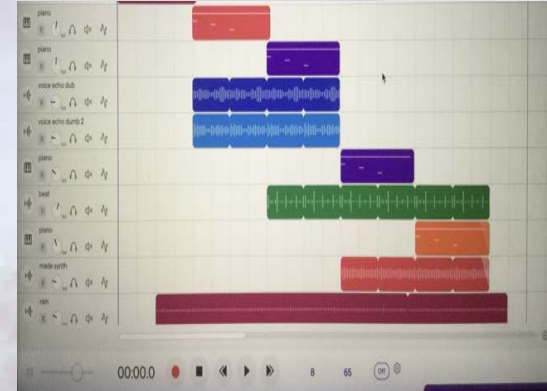 piano
piano
voice echo dub
voice echo dumb 2
piano
beat
piano
made synth
rain
00:00.0
8
65
Off